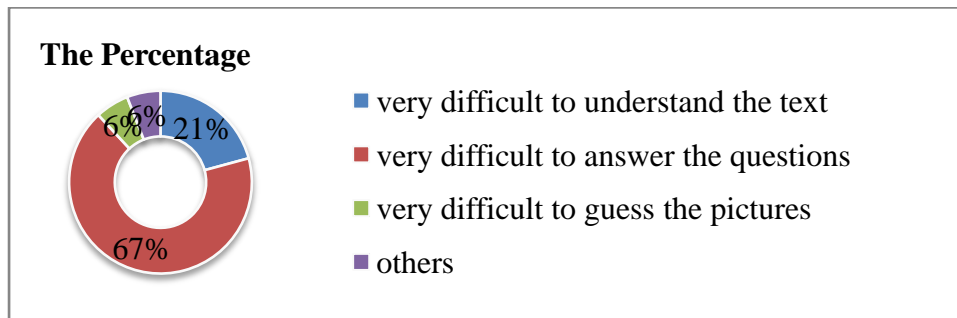 The Percentage
6%
6%
21%
67%
very difficult to understand the text
very difficult to answer the questions
very difficult to guess the pictures
others